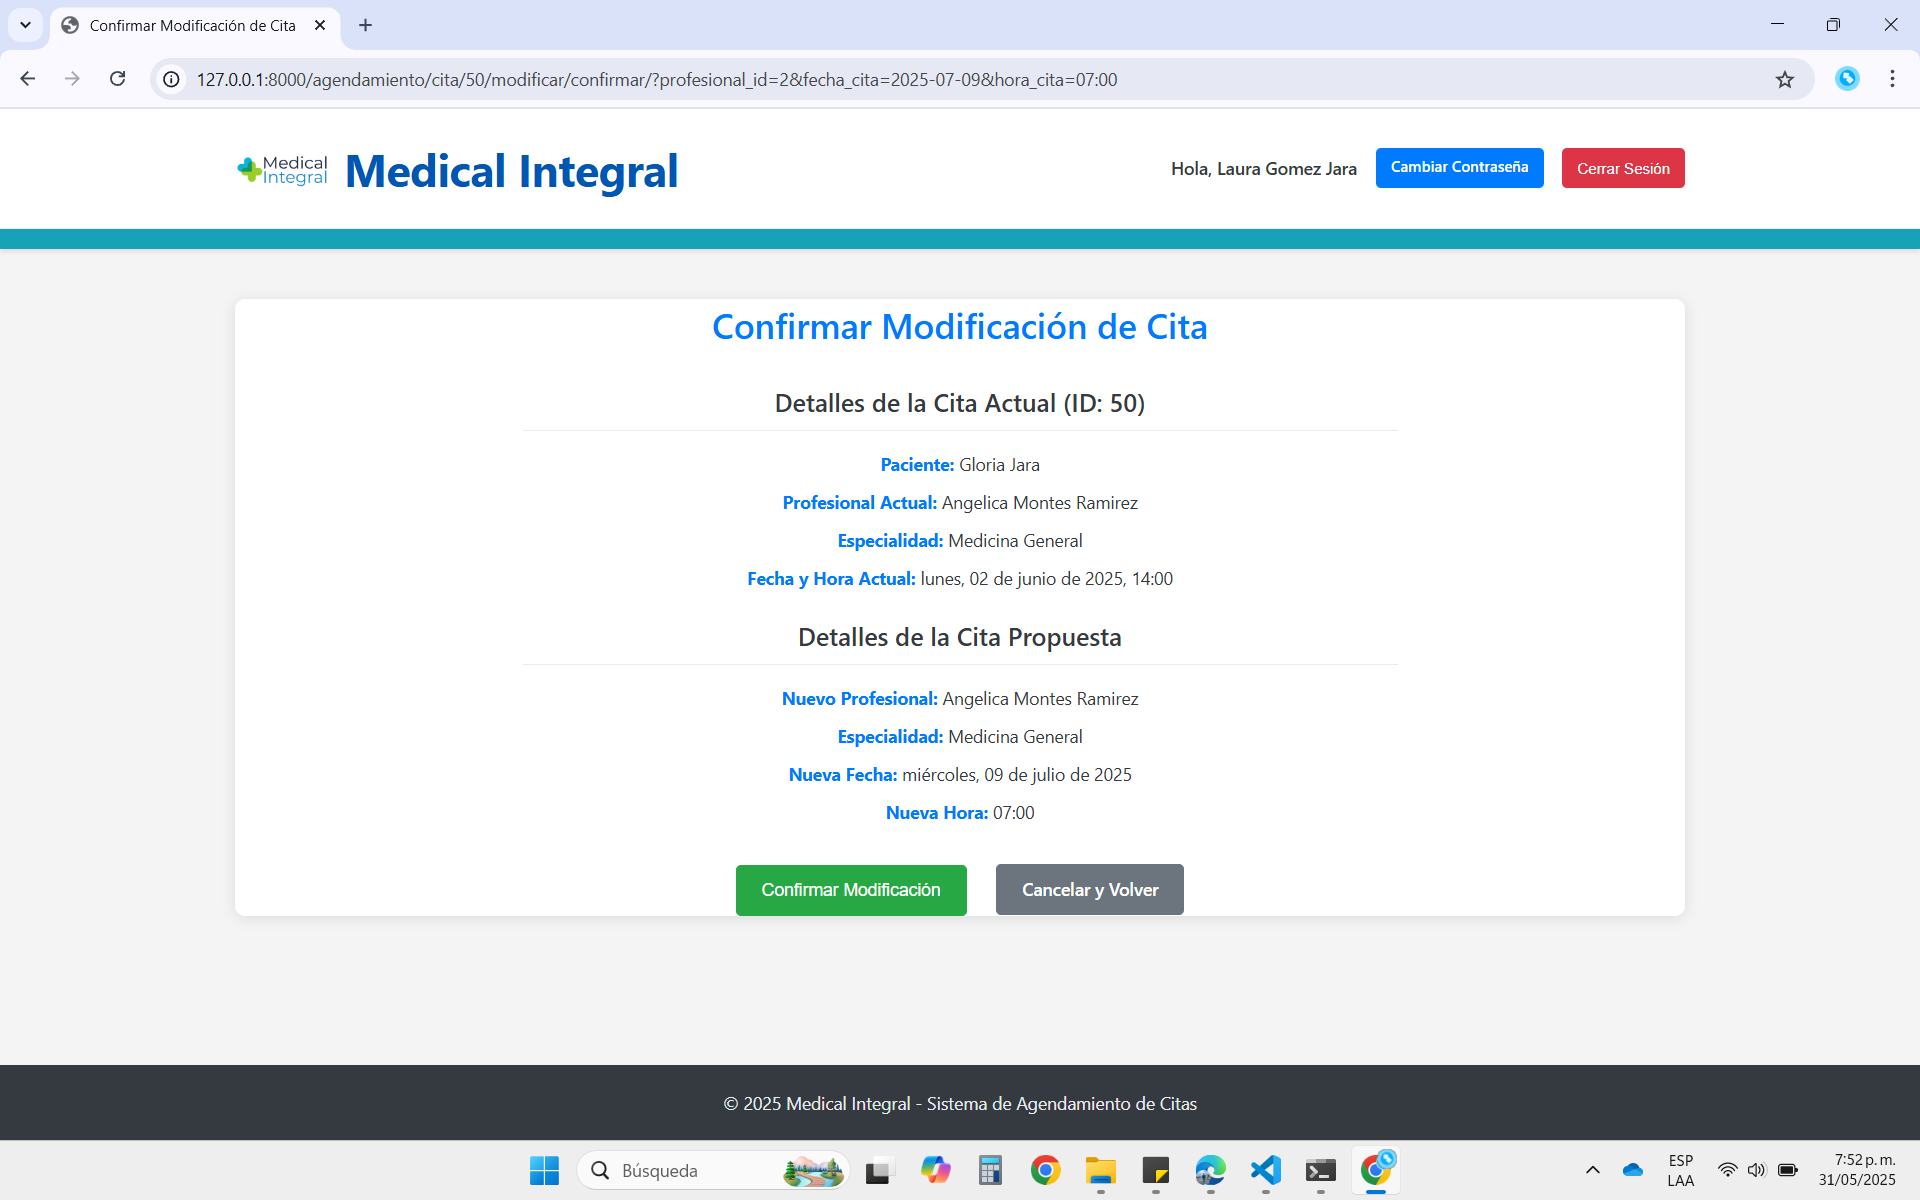 Confirmar Modificación de Cita
127.0.0.1:8000/agendamiento/cita/50/modificar/confirmar/?profesional_id=2&fecha_cita=2025-07-09&hora_cita=07:00
Medical
Integral
Medical Integral
Hola, Laura Gomez Jara
Cambiar Contraseña
Cerrar Sesión
Confirmar Modificación de Cita
Detalles de la Cita Actual (ID: 50)
Paciente: Gloria Jara
Profesional Actual: Angelica Montes Ramirez
Especialidad: Medicina General
Fecha y Hora Actual: lunes, 02 de junio de 2025, 14:00
Detalles de la Cita Propuesta
Nuevo Profesional: Angelica Montes Ramirez
Especialidad: Medicina General
Nueva Fecha: miércoles, 09 de julio de 2025
Nueva Hora: 07:00
Confirmar Modificación
Cancelar y Volver
© 2025 Medical Integral - Sistema de Agendamiento de Citas
Búsqueda
ESP
LAA
7:52 p. m.
31/05/2025